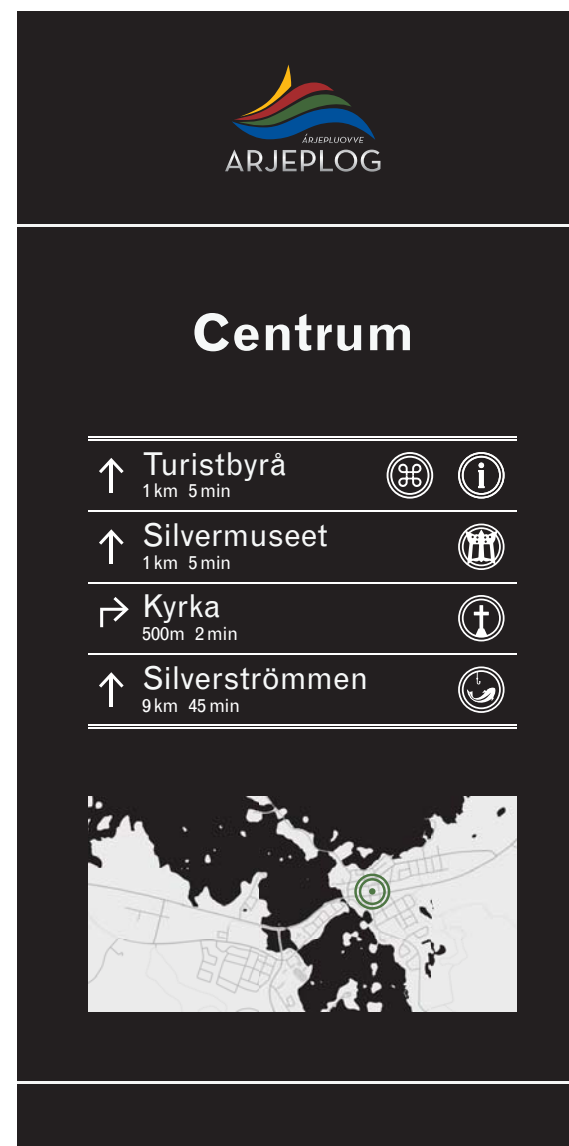 ÁRJEPLUOVVE
ARJEPLOG
Centrum
Turistbyrå
1 km 5 min
Silvermuseet
1 km 5 min
Kyrka
500m 2 min
Silverströmmen
9 km 45 min